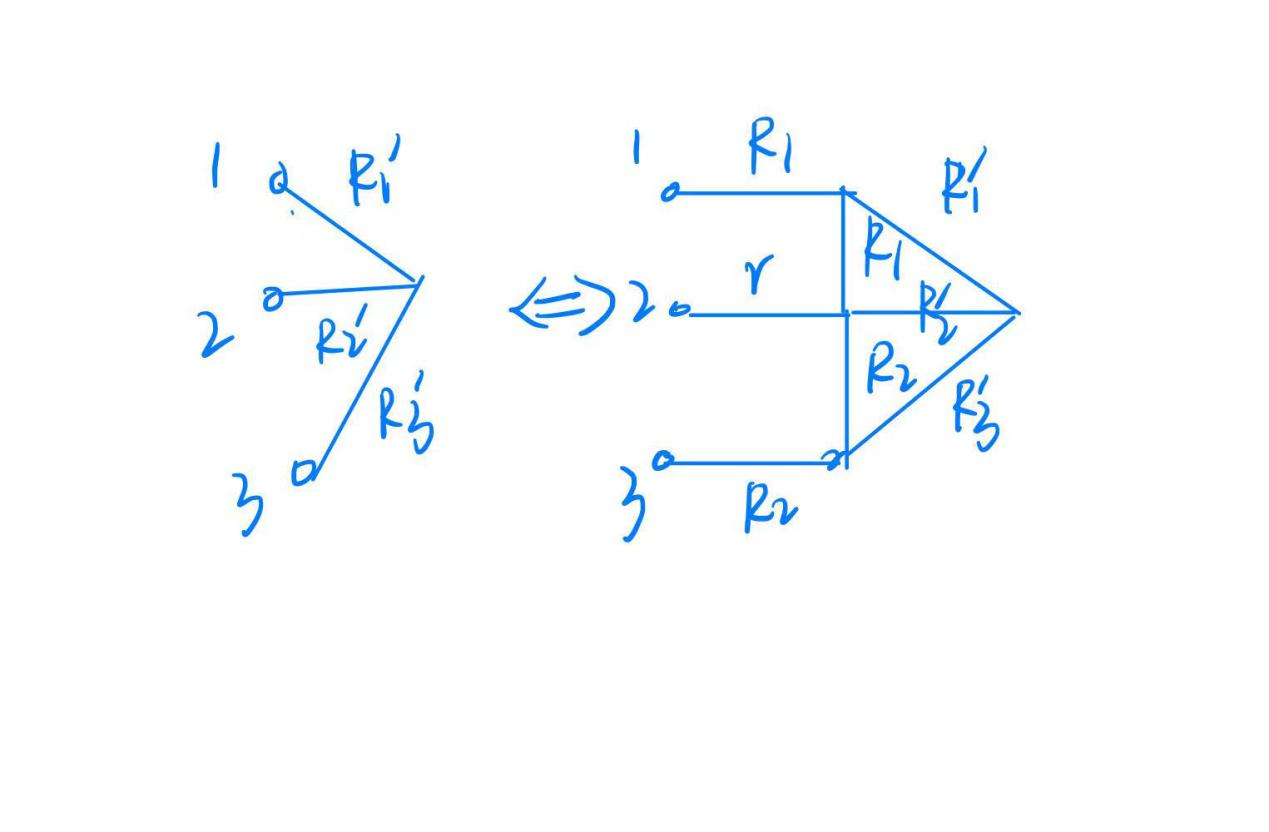 1 R₁′
2 R₂′
3 R₃′
⇔
1 R₁ R₁′
R₁
2 r R₂′
R₂ R₃′
3 R₂